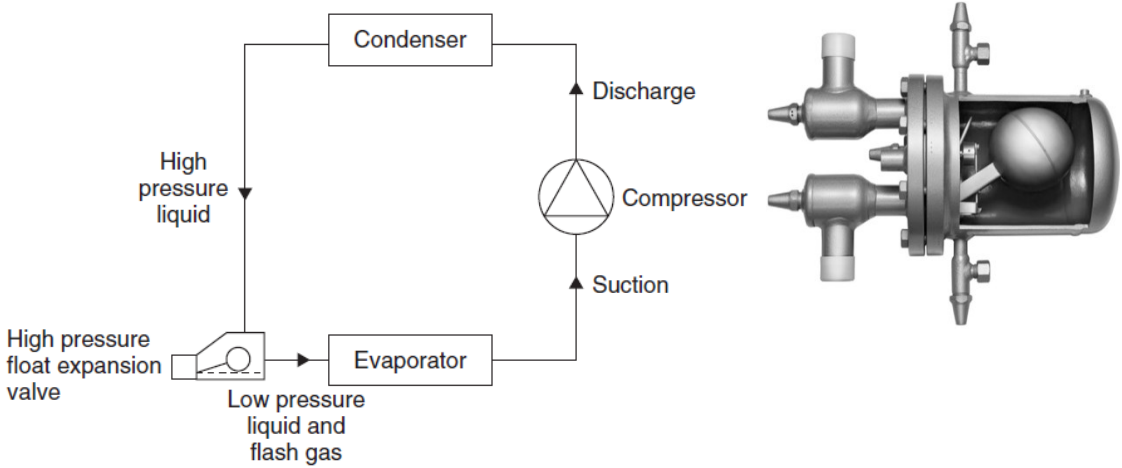 Condenser
Discharge
High
pressure
liquid
Compressor
Suction
High pressure
float expansion
valve
Evaporator
Low pressure
liquid and
flash gas